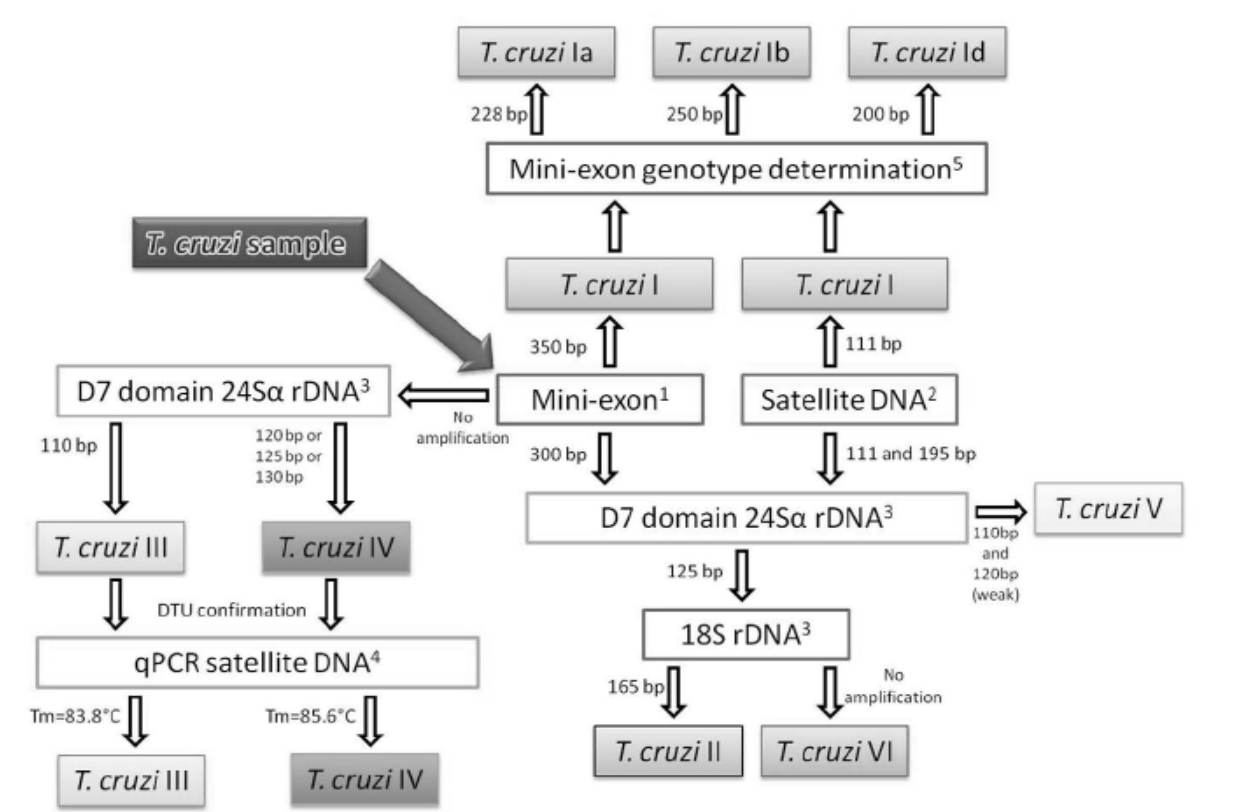 T. cruzi Ia
T. cruzi Ib
T. cruzi Id
228 bp
250 bp
200 bp
Mini-exon genotype determination⁵
T. cruzi sample
T. cruzi I
T. cruzi I
350 bp
111 bp
D7 domain 24Sα rDNA³
Mini-exon¹
Satellite DNA²
No
amplification
110 bp
120 bp or
125 bp or
130 bp
300 bp
111 and 195 bp
D7 domain 24Sα rDNA³
T. cruzi V
110bp
and
120bp
(weak)
T. cruzi III
T. cruzi IV
125 bp
DTU confirmation
18S rDNA³
qPCR satellite DNA⁴
165 bp
No
amplification
Tm=83.8°C
Tm=85.6°C
T. cruzi II
T. cruzi VI
T. cruzi III
T. cruzi IV